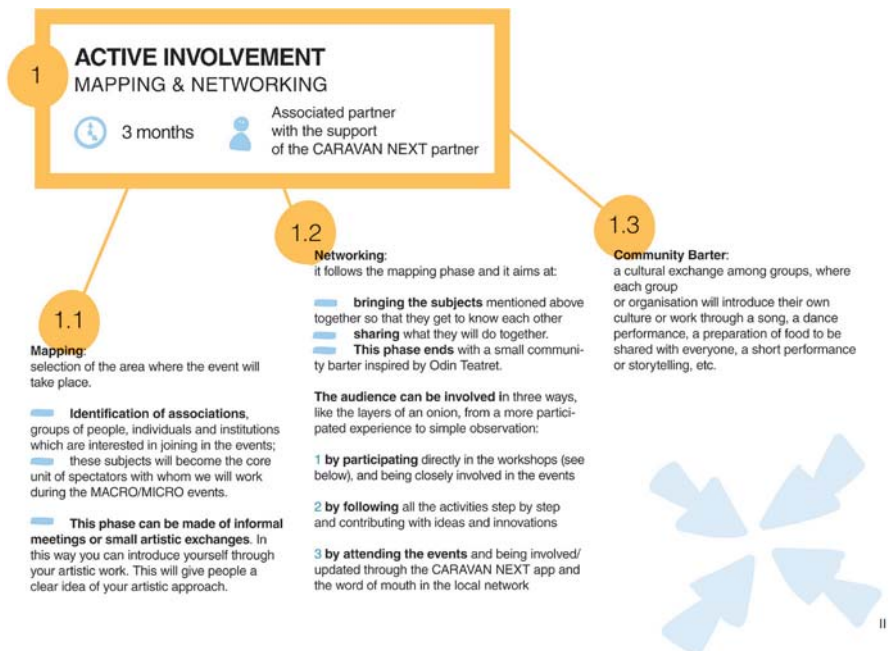 1
ACTIVE INVOLVEMENT
MAPPING & NETWORKING
3 months
Associated partner
with the support
of the CARAVAN NEXT partner
1.1
Mapping:
selection of the area where the event will
take place.
Identification of associations,
groups of people, individuals and institutions
which are interested in joining in the events;
these subjects will become the core
unit of spectators with whom we will work
during the MACRO/MICRO events.
This phase can be made of informal
meetings or small artistic exchanges. In
this way you can introduce yourself through
your artistic work. This will give people a
clear idea of your artistic approach.
1.2
Networking:
it follows the mapping phase and it aims at:
bringing the subjects mentioned above
together so that they get to know each other
sharing what they will do together.
This phase ends with a small communi-
ty barter inspired by Odin Teatret.
The audience can be involved in three ways,
like the layers of an onion, from a more partici-
pated experience to simple observation:
1 by participating directly in the workshops (see
below), and being closely involved in the events
2 by following all the activities step by step
and contributing with ideas and innovations
3 by attending the events and being involved/
updated through the CARAVAN NEXT app and
the word of mouth in the local network
1.3
Community Barter:
a cultural exchange among groups, where
each group
or organisation will introduce their own
culture or work through a song, a dance
performance, a preparation of food to be
shared with everyone, a short performance
or storytelling, etc.
II